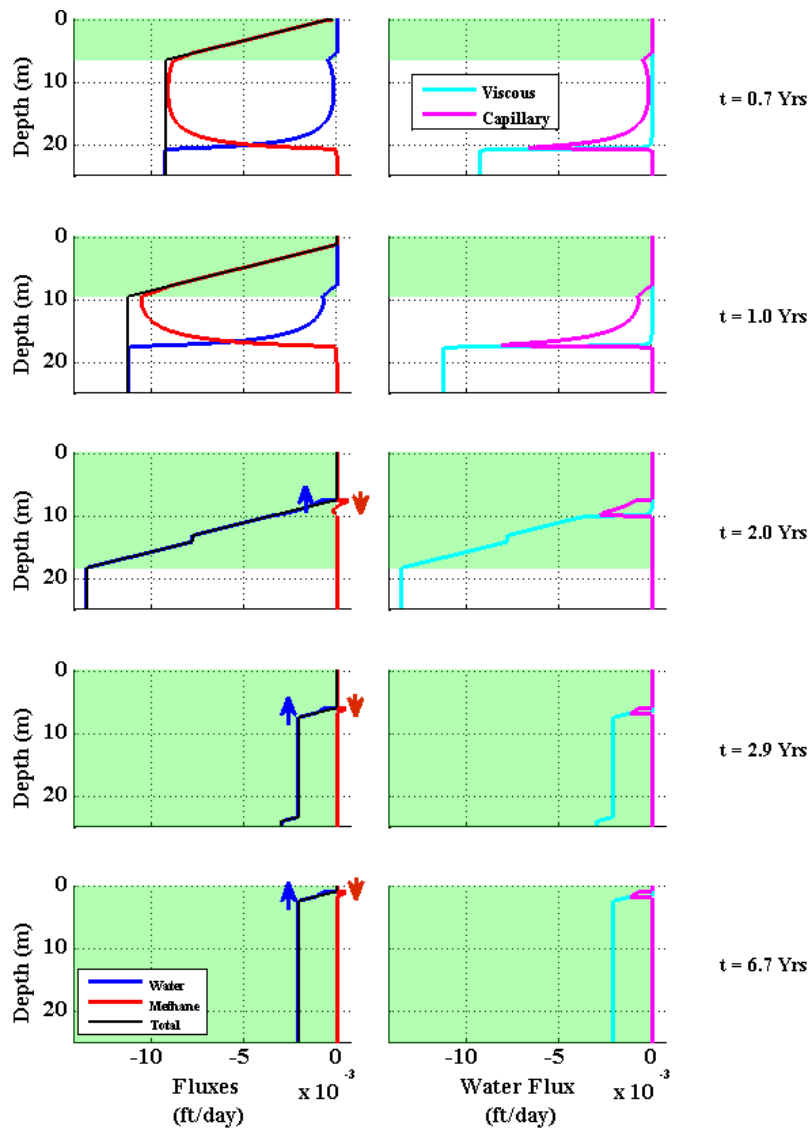 0
10
20
Depth (m)
Viscous
Capillary
t = 0.7 Yrs
0
10
20
Depth (m)
t = 1.0 Yrs
0
10
20
Depth (m)
t = 2.0 Yrs
0
10
20
Depth (m)
t = 2.9 Yrs
0
10
20
Depth (m)
Water
Methane
Total
t = 6.7 Yrs
-10 -5 0
x 10 -3
Fluxes
(ft/day)
-10 -5 0
x 10 -3
Water Flux
(ft/day)